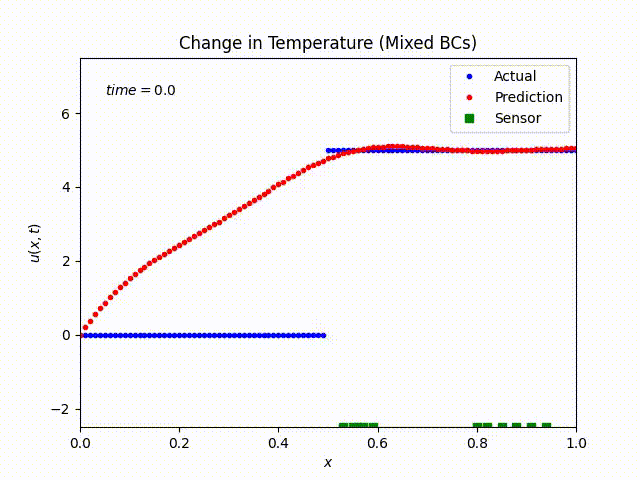 Change in Temperature (Mixed BCs)
time = 0.0
Actual
Prediction
Sensor
6
4
2
0
−2
u(x, t)
0.0 0.2 0.4 0.6 0.8 1.0
x